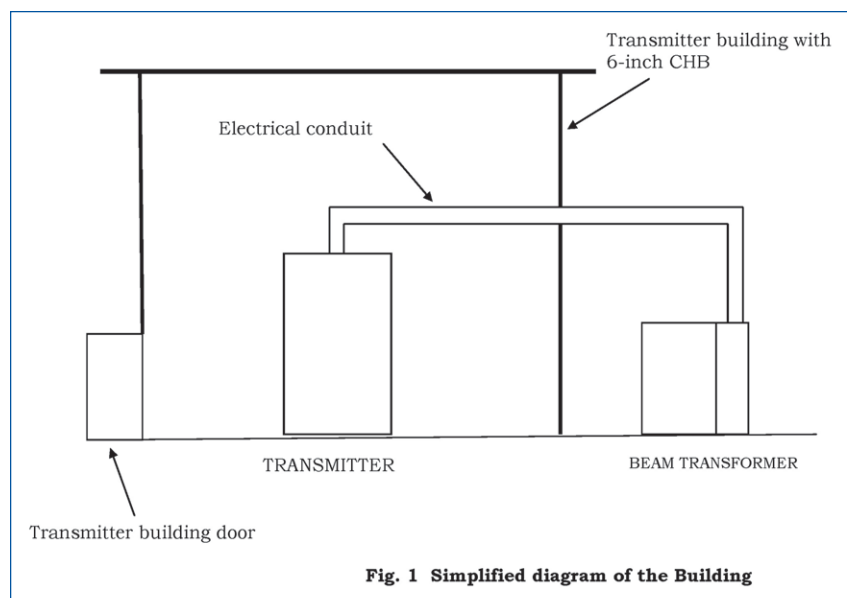 Transmitter building with
6-inch CHB
Electrical conduit
TRANSMITTER
BEAM TRANSFORMER
Transmitter building door
Fig. 1 Simplified diagram of the Building